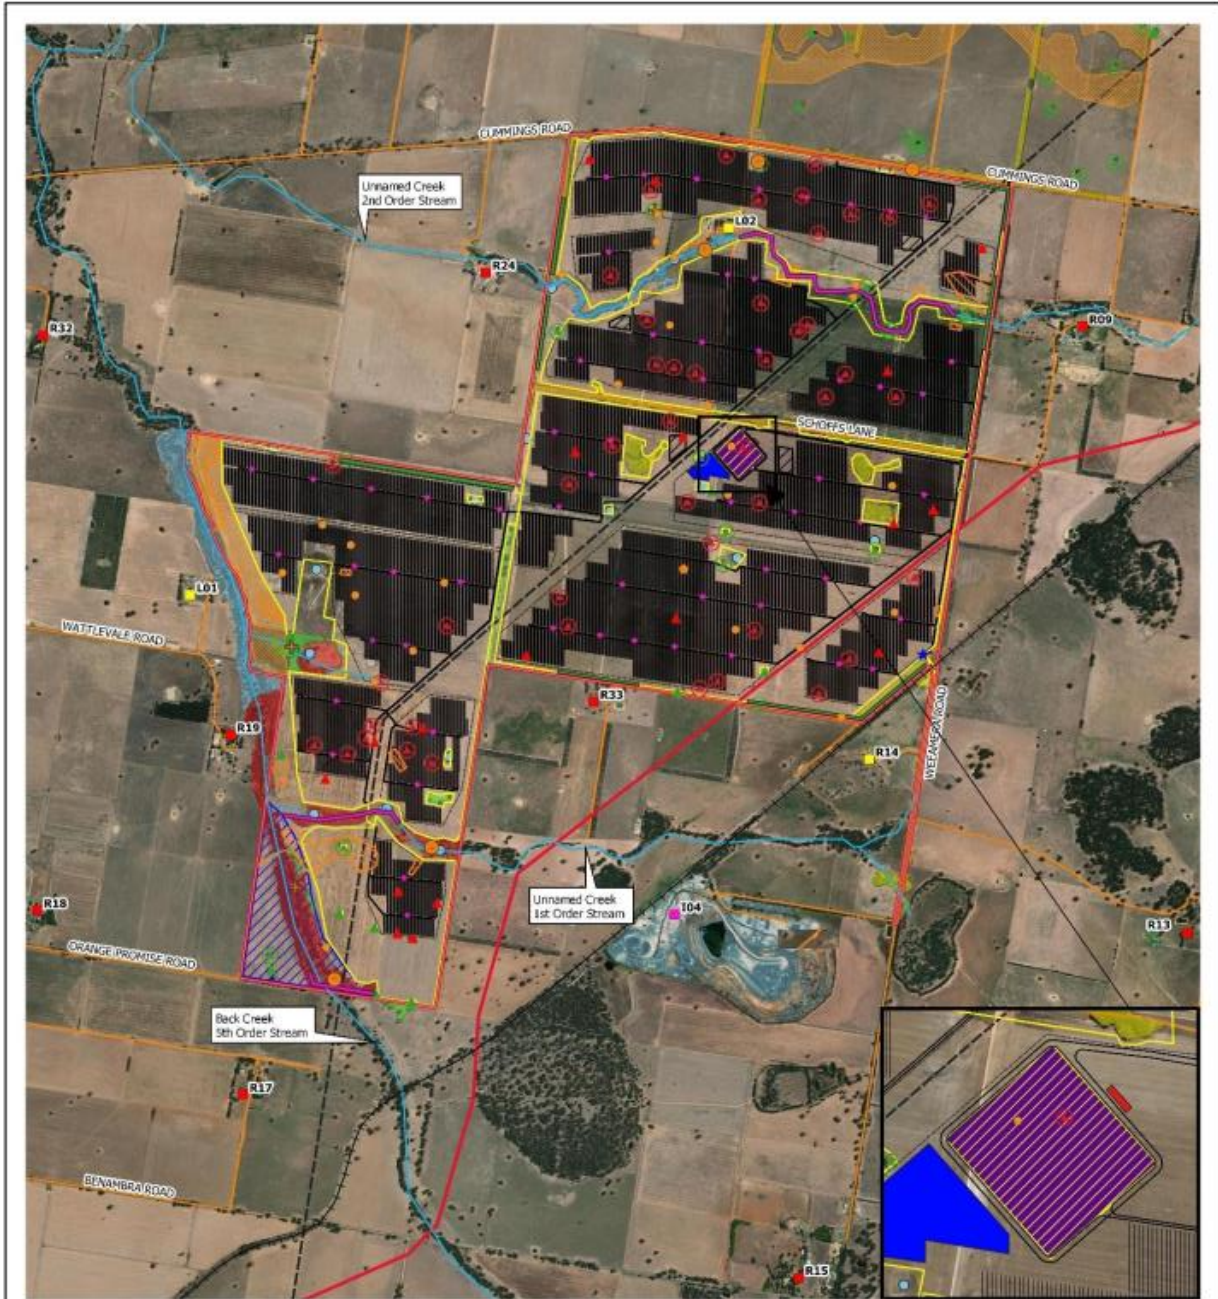 CUMMINGS ROAD
CUMMINGS ROAD
Unnamed Creek
2nd Order Stream
L02
R24
R09
R32
SCHOFFS LANE
L01
WATTLEVALE ROAD
R33
R19
R14
WEEAMERA ROAD
Unnamed Creek
1st Order Stream
I04
R18
R13
ORANGE PROMISE ROAD
Back Creek
9th Order Stream
R17
BENAMBRA ROAD
R15